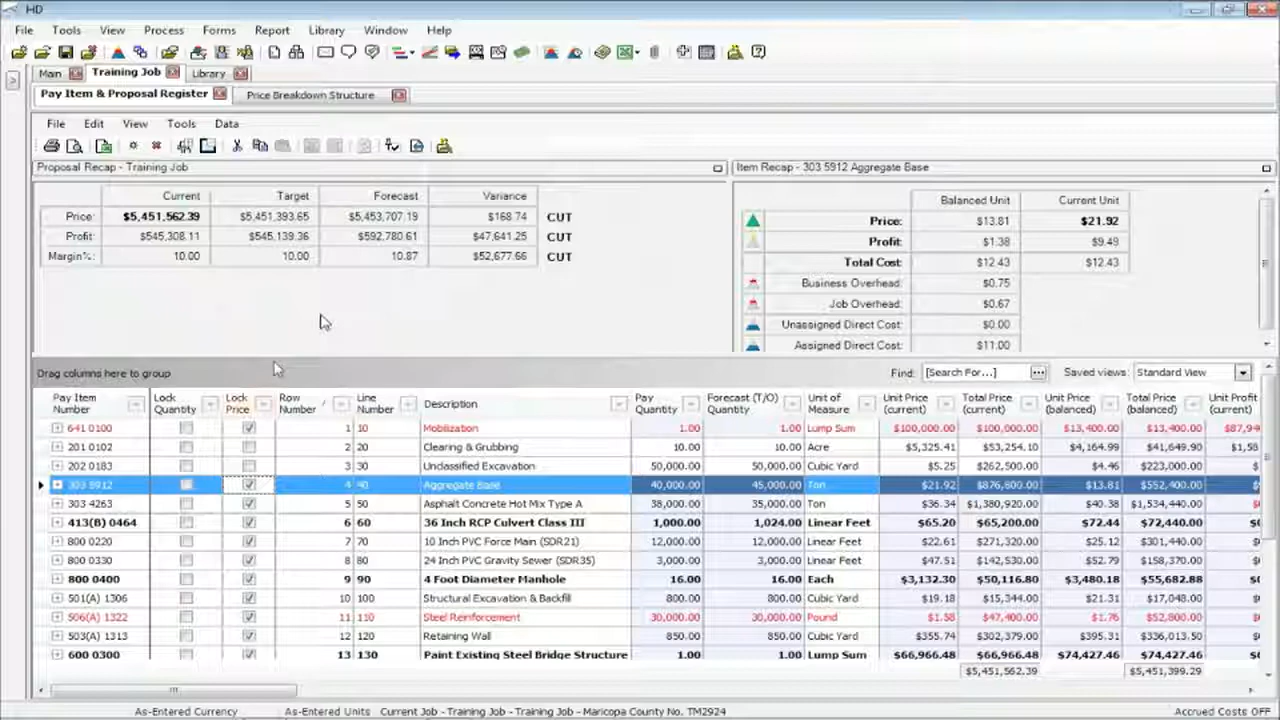 HD
File Tools View Process Forms Report Library Window Help
Main Training Job Library
Pay Item & Proposal Register Price Breakdown Structure
File Edit View Tools Data
Proposal Recap - Training Job
Current Target Forecast Variance
Price: $5,451,562.39 $5,451,393.65 $5,453,707.19 $168.74 CUT
Profit: $545,308.11 $545,139.36 $592,780.61 $47,641.25 CUT
Margin%: 10.00 10.00 10.87 $52,677.66 CUT
Item Recap - 303 5912 Aggregate Base
Balanced Unit Current Unit
Price: $13.81 $21.92
Profit: $1.38 $9.49
Total Cost: $12.43 $12.43
Business Overhead: $0.75
Job Overhead: $0.67
Unassigned Direct Cost: $0.00
Assigned Direct Cost: $11.00
Drag columns here to group Find: [Search For...] Saved views: Standard View
Pay Item Number Lock Quantity Lock Price Row Number Line Number Description Pay Quantity Forecast (T/O) Quantity Unit of Measure Unit Price (current) Total Price (current) Unit Price (balanced) Total Price (balanced) Unit Profit (current)
641 0100 1 10 Mobilization 1.00 1.00 Lump Sum $100,000.00 $100,000.00 $13,400.00 $13,400.00 $87,94
201 0102 2 20 Clearing & Grubbing 10.00 10.00 Acre $5,325.41 $53,254.10 $4,164.99 $41,649.90 $1,58
202 0183 3 30 Unclassified Excavation 50,000.00 50,000.00 Cubic Yard $5.25 $262,500.00 $4.46 $223,000.00 $
303 5912 4 40 Aggregate Base 40,000.00 45,000.00 Ton $21.92 $876,800.00 $13.81 $552,400.00 $
303 4263 5 50 Asphalt Concrete Hot Mix Type A 38,000.00 35,000.00 Ton $36.34 $1,380,920.00 $40.38 $1,534,440.00
413(B) 0464 6 60 36 Inch RCP Culvert Class III 1,000.00 1,024.00 Linear Feet $65.20 $65,200.00 $72.44 $72,440.00
800 0220 7 70 10 Inch PVC Force Main (SDR21) 12,000.00 12,000.00 Linear Feet $22.61 $271,320.00 $25.12 $301,440.00
800 0330 8 80 24 Inch PVC Gravity Sewer (SDR35) 3,000.00 3,000.00 Linear Feet $47.51 $142,530.00 $52.79 $158,370.00
800 0400 9 90 4 Foot Diameter Manhole 16.00 16.00 Each $3,132.30 $50,116.80 $3,480.18 $55,682.88
501(A) 1306 10 100 Structural Excavation & Backfill 800.00 800.00 Cubic Yard $19.18 $15,344.00 $21.31 $17,048.00
506(A) 1322 11 110 Steel Reinforcement 30,000.00 30,000.00 Pound $1.58 $47,400.00 $1.76 $52,800.00
503(A) 1313 12 120 Retaining Wall 850.00 850.00 Cubic Yard $355.74 $302,379.00 $395.31 $336,013.50
600 0300 13 130 Paint Existing Steel Bridge Structure 1.00 1.00 Lump Sum $66,966.48 $66,966.48 $74,427.46 $74,427.46
$5,451,562.39 $5,451,399.29
As-Entered Currency As-Entered Units Current Job - Training Job - Training Job - Maricopa County No. TM2924 Accrued Costs OFF